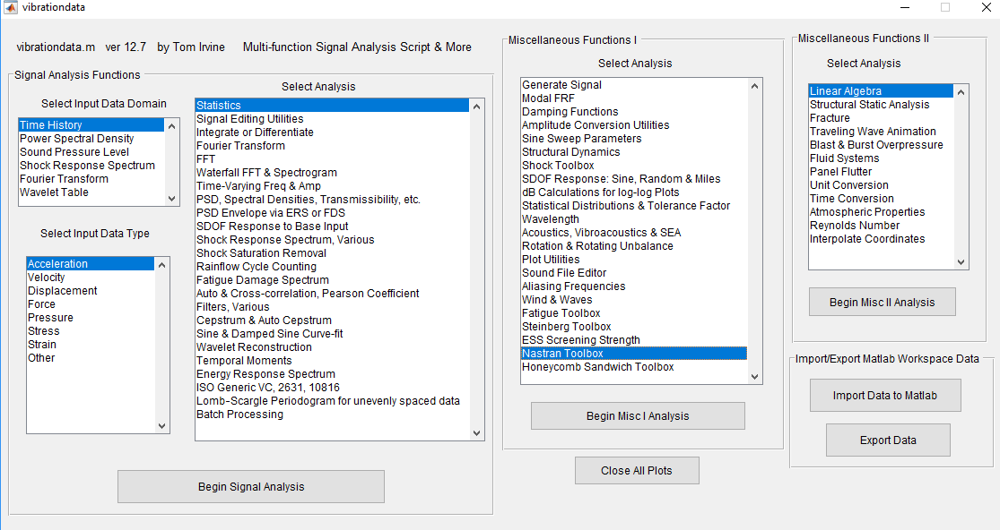 vibrationdata
vibrationdata.m ver 12.7 by Tom Irvine Multi-function Signal Analysis Script & More
Signal Analysis Functions
Select Input Data Domain
Time History
Power Spectral Density
Sound Pressure Level
Shock Response Spectrum
Fourier Transform
Wavelet Table
Select Input Data Type
Acceleration
Velocity
Displacement
Force
Pressure
Stress
Strain
Other
Select Analysis
Statistics
Signal Editing Utilities
Integrate or Differentiate
Fourier Transform
FFT
Waterfall FFT & Spectrogram
Time-Varying Freq & Amp
PSD, Spectral Densities, Transmissibility, etc.
PSD Envelope via ERS or FDS
SDOF Response to Base Input
Shock Response Spectrum, Various
Shock Saturation Removal
Rainflow Cycle Counting
Fatigue Damage Spectrum
Auto & Cross-correlation, Pearson Coefficient
Filters, Various
Cepstrum & Auto Cepstrum
Sine & Damped Sine Curve-fit
Wavelet Reconstruction
Temporal Moments
Energy Response Spectrum
ISO Generic VC, 2631, 10816
Lomb-Scargle Periodogram for unevenly spaced data
Batch Processing
Begin Signal Analysis
Miscellaneous Functions I
Select Analysis
Generate Signal
Modal FRF
Damping Functions
Amplitude Conversion Utilities
Sine Sweep Parameters
Structural Dynamics
Shock Toolbox
SDOF Response: Sine, Random & Miles
dB Calculations for log-log Plots
Statistical Distributions & Tolerance Factor
Wavelength
Acoustics, Vibroacoustics & SEA
Rotation & Rotating Unbalance
Plot Utilities
Sound File Editor
Aliasing Frequencies
Wind & Waves
Fatigue Toolbox
Steinberg Toolbox
ESS Screening Strength
Nastran Toolbox
Honeycomb Sandwich Toolbox
Begin Misc I Analysis
Close All Plots
Miscellaneous Functions II
Select Analysis
Linear Algebra
Structural Static Analysis
Fracture
Traveling Wave Animation
Blast & Burst Overpressure
Fluid Systems
Panel Flutter
Unit Conversion
Time Conversion
Atmospheric Properties
Reynolds Number
Interpolate Coordinates
Begin Misc II Analysis
Import/Export Matlab Workspace Data
Import Data to Matlab
Export Data